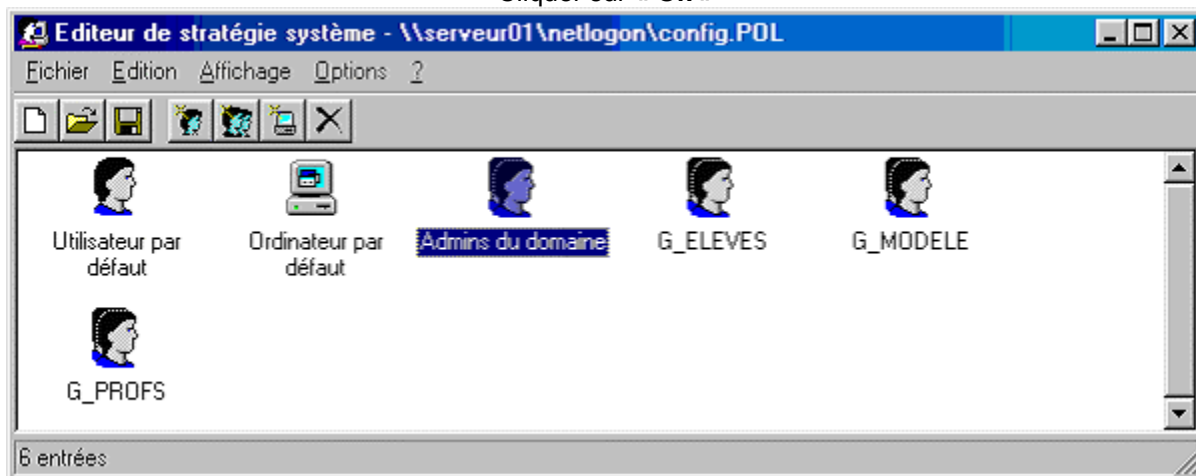 Editeur de stratégie système - \\serveur01\netlogon\config.POL
Fichier Edition Affichage Options ?
Utilisateur par défaut
Ordinateur par défaut
Admins du domaine
G_ELEVES
G_MODELE
G_PROFS
6 entrées